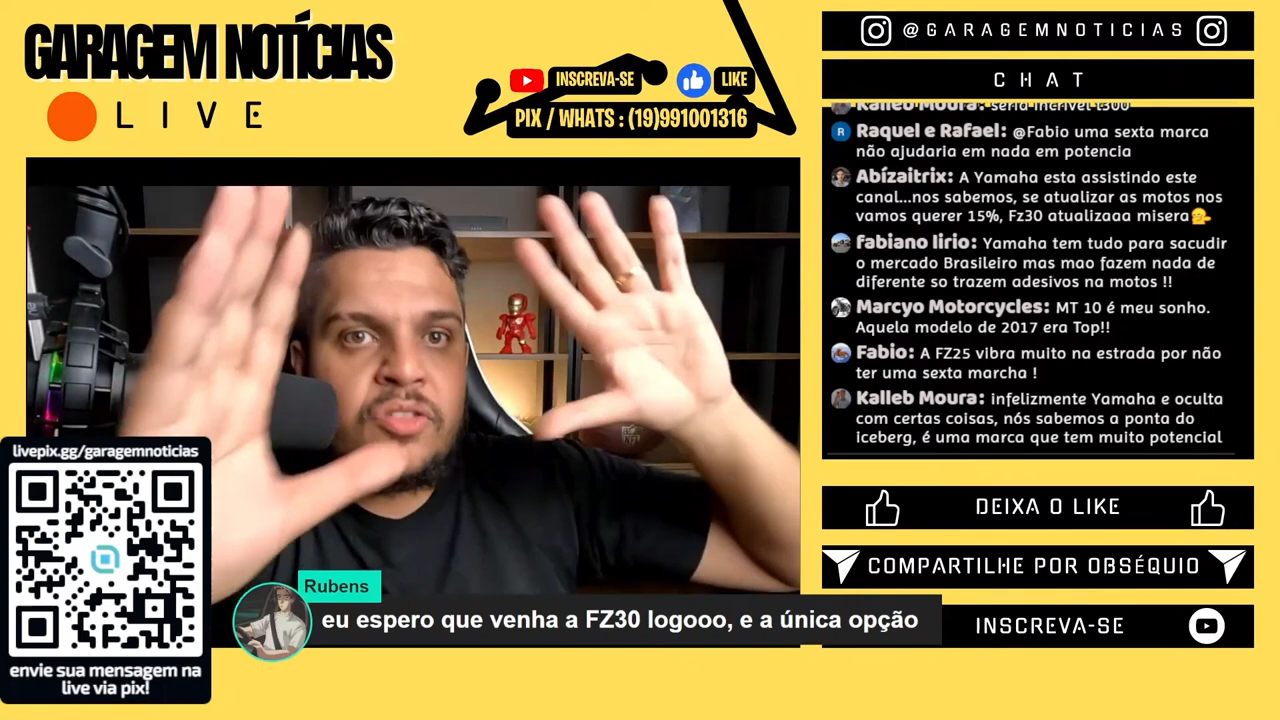 GARAGEM NOTÍCIAS
LIVE
INSCREVA-SE
LIKE
PIX / WHATS : (19)991001316
@GARAGEMNOTICIAS
CHAT
Kalleb Moura: seria incrivel t300
Raquel e Rafael: @Fabio uma sexta marca
não ajudaria em nada em potencia
Abízaitrix: A Yamaha esta assistindo este
canal...nos sabemos, se atualizar as motos nos
vamos querer 15%, Fz30 atualizaaa misera
fabiano lirio: Yamaha tem tudo para sacudir
o mercado Brasileiro mas mao fazem nada de
diferente so trazem adesivos na motos !!
Marcyo Motorcycles: MT 10 é meu sonho.
Aquela modelo de 2017 era Top!!
Fabio: A FZ25 vibra muito na estrada por não
ter uma sexta marcha !
Kalleb Moura: infelizmente Yamaha e oculta
com certas coisas, nós sabemos a ponta do
iceberg, é uma marca que tem muito potencial
livepix.gg/garagemnoticias
envie sua mensagem na
live via pix!
Rubens
eu espero que venha a FZ30 logooo, e a única opção
DEIXA O LIKE
COMPARTILHE POR OBSÉQUIO
INSCREVA-SE